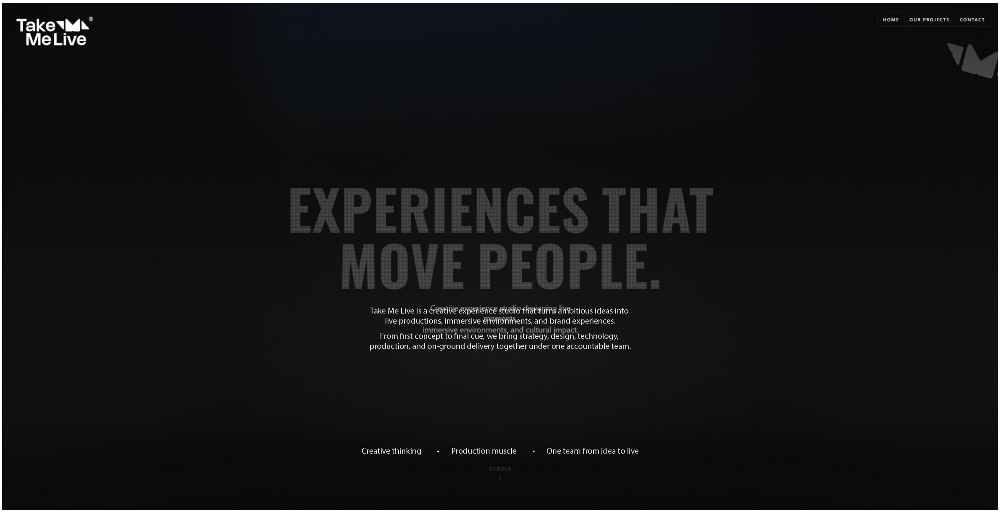 Take
Me Live
®
HOME
OUR PROJECTS
CONTACT
EXPERIENCES THAT
MOVE PEOPLE.
Creative experience studio designing live
moments,
immersive environments, and cultural impact.
Take Me Live is a creative experience studio that turns ambitious ideas into
live productions, immersive environments, and brand experiences.
From first concept to final cue, we bring strategy, design, technology,
production, and on-ground delivery together under one accountable team.
Creative thinking • Production muscle • One team from idea to live
SCROLL
↓